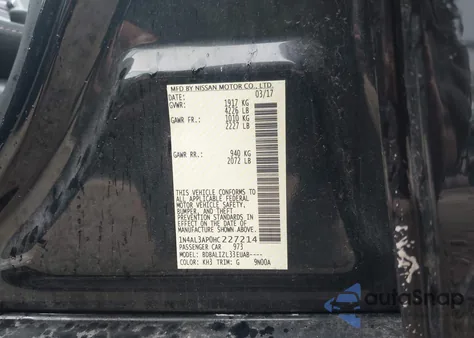 MFD BY NISSAN MOTOR CO., LTD.
DATE: 03/17
GVWR: 1917 KG
4226 LB
GAWR FR.: 1010 KG
2227 LB
GAWR RR.: 940 KG
2072 LB
THIS VEHICLE CONFORMS TO
ALL APPLICABLE FEDERAL
MOTOR VEHICLE SAFETY,
BUMPER, AND THEFT
PREVENTION STANDARDS IN
EFFECT ON THE DATE OF
MANUFACTURE SHOWN ABOVE.
1N4AL3AP0HC227214
PASSENGER CAR 973
MODEL: BDBALIZL33EUAB----
COLOR: KH3 TRIM: G 9N00A
autoSnap